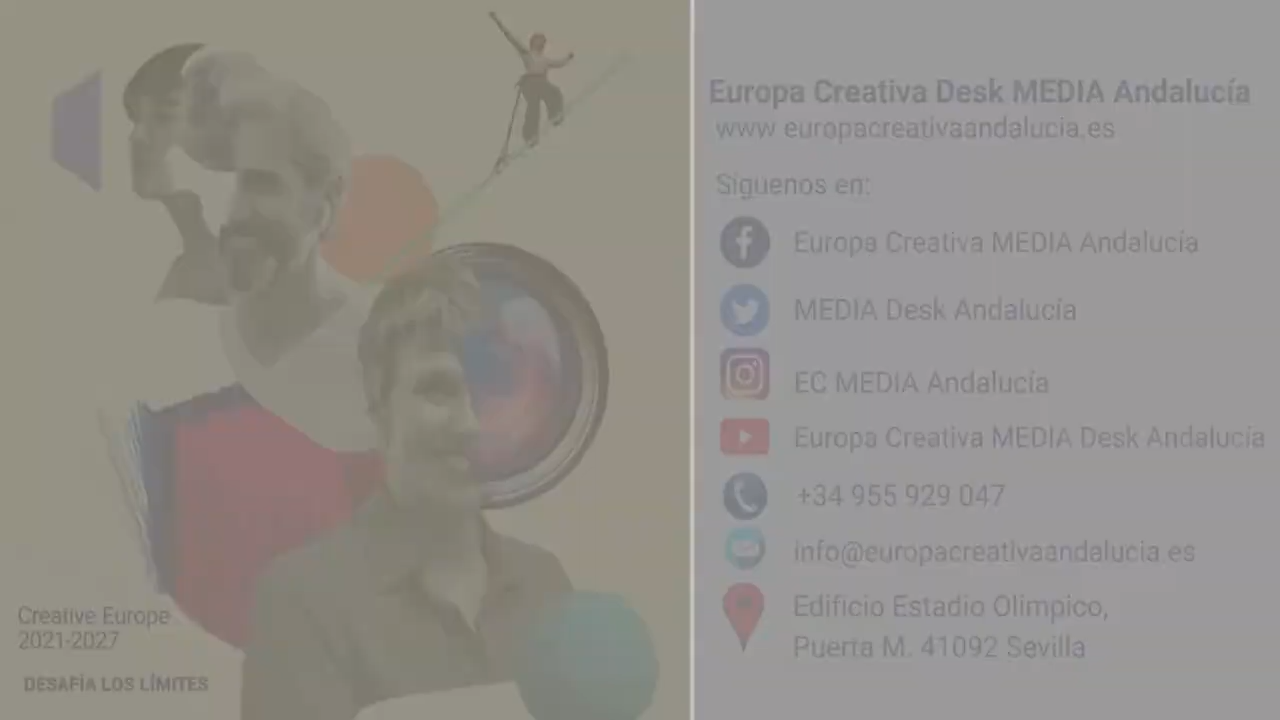 Creative Europe
2021-2027
DESAFÍA LOS LÍMITES
Europa Creativa Desk MEDIA Andalucía
www europacreativaandalucia.es
Síguenos en:
Europa Creativa MEDIA Andalucía
MEDIA Desk Andalucía
EC MEDIA Andalucía
Europa Creativa MEDIA Desk Andalucía
+34 955 929 047
info@europacreativaandalucia.es
Edificio Estadio Olímpico,
Puerta M. 41092 Sevilla